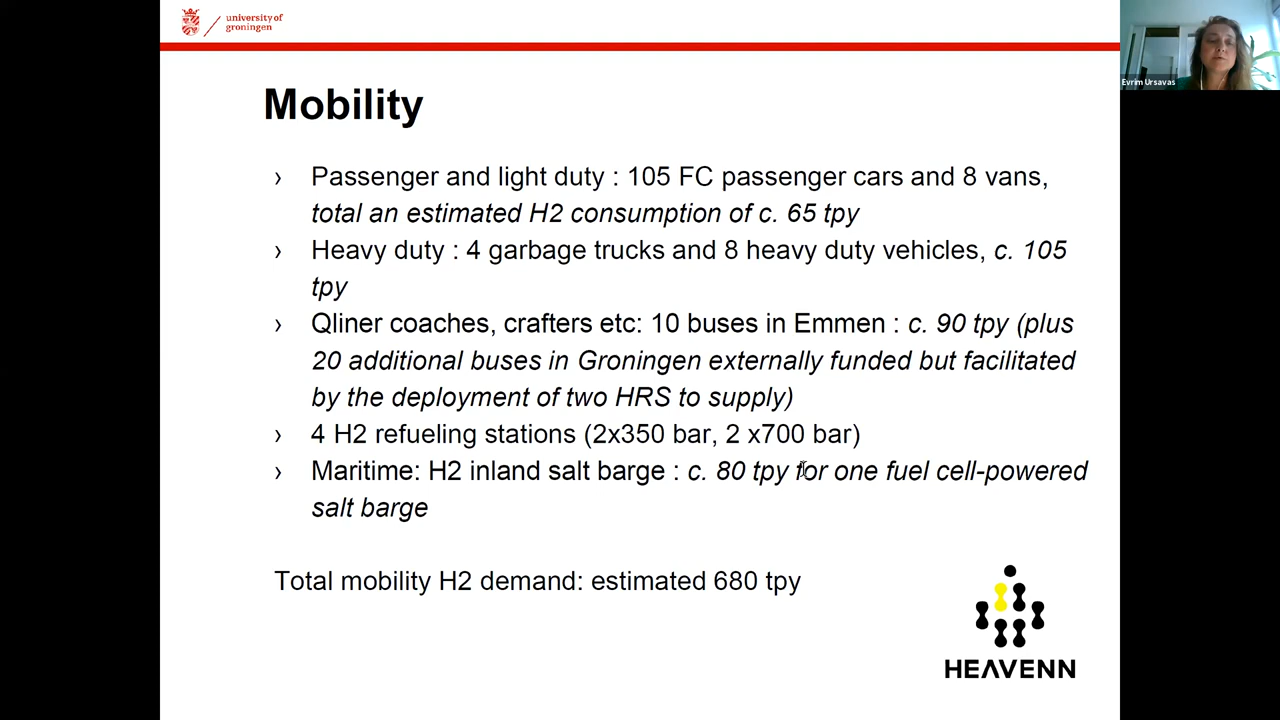 university of
groningen
Evrim Ursavas
Mobility
› Passenger and light duty : 105 FC passenger cars and 8 vans,
total an estimated H2 consumption of c. 65 tpy
› Heavy duty : 4 garbage trucks and 8 heavy duty vehicles, c. 105
tpy
› Qliner coaches, crafters etc: 10 buses in Emmen : c. 90 tpy (plus
20 additional buses in Groningen externally funded but facilitated
by the deployment of two HRS to supply)
› 4 H2 refueling stations (2x350 bar, 2 x700 bar)
› Maritime: H2 inland salt barge : c. 80 tpy for one fuel cell-powered
salt barge
Total mobility H2 demand: estimated 680 tpy
HEAVENN